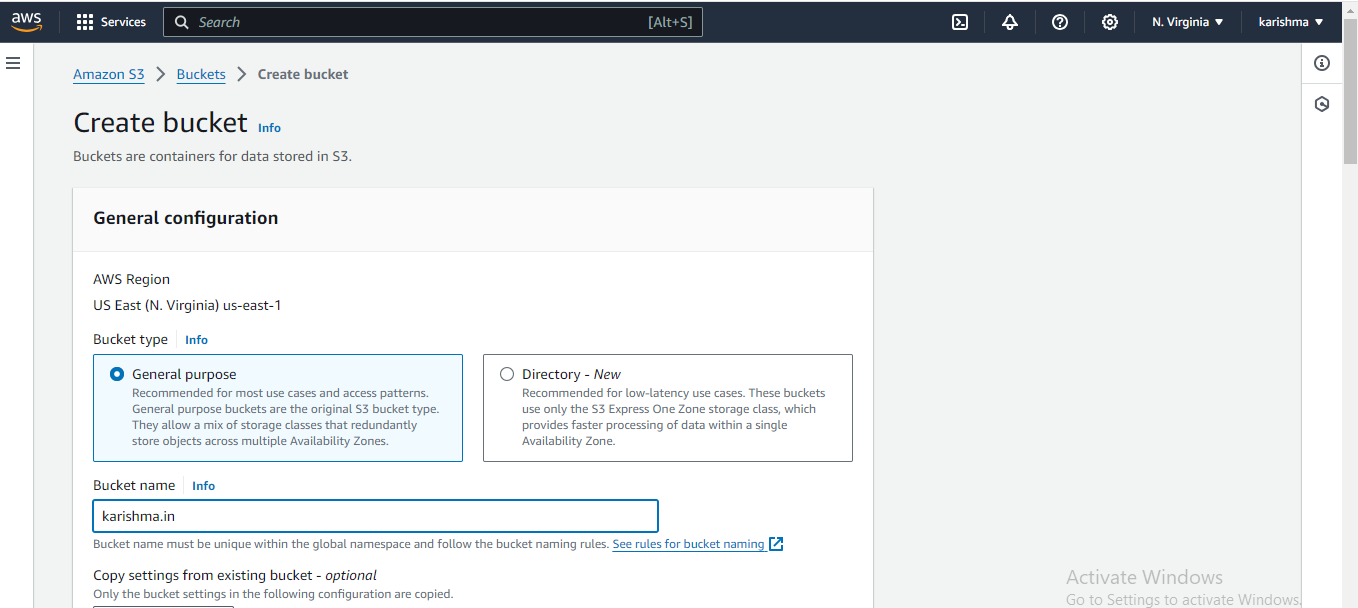 aws Services Search [Alt+S] N. Virginia karishma
Amazon S3 Buckets Create bucket
Create bucket Info
Buckets are containers for data stored in S3.
General configuration
AWS Region
US East (N. Virginia) us-east-1
Bucket type Info
General purpose
Recommended for most use cases and access patterns.
General purpose buckets are the original S3 bucket type.
They allow a mix of storage classes that redundantly
store objects across multiple Availability Zones.
Directory - New
Recommended for low-latency use cases. These buckets
use only the S3 Express One Zone storage class, which
provides faster processing of data within a single
Availability Zone.
Bucket name Info
karishma.in
Bucket name must be unique within the global namespace and follow the bucket naming rules. See rules for bucket naming
Copy settings from existing bucket - optional
Only the bucket settings in the following configuration are copied.
Activate Windows
Go to Settings to activate Windows.